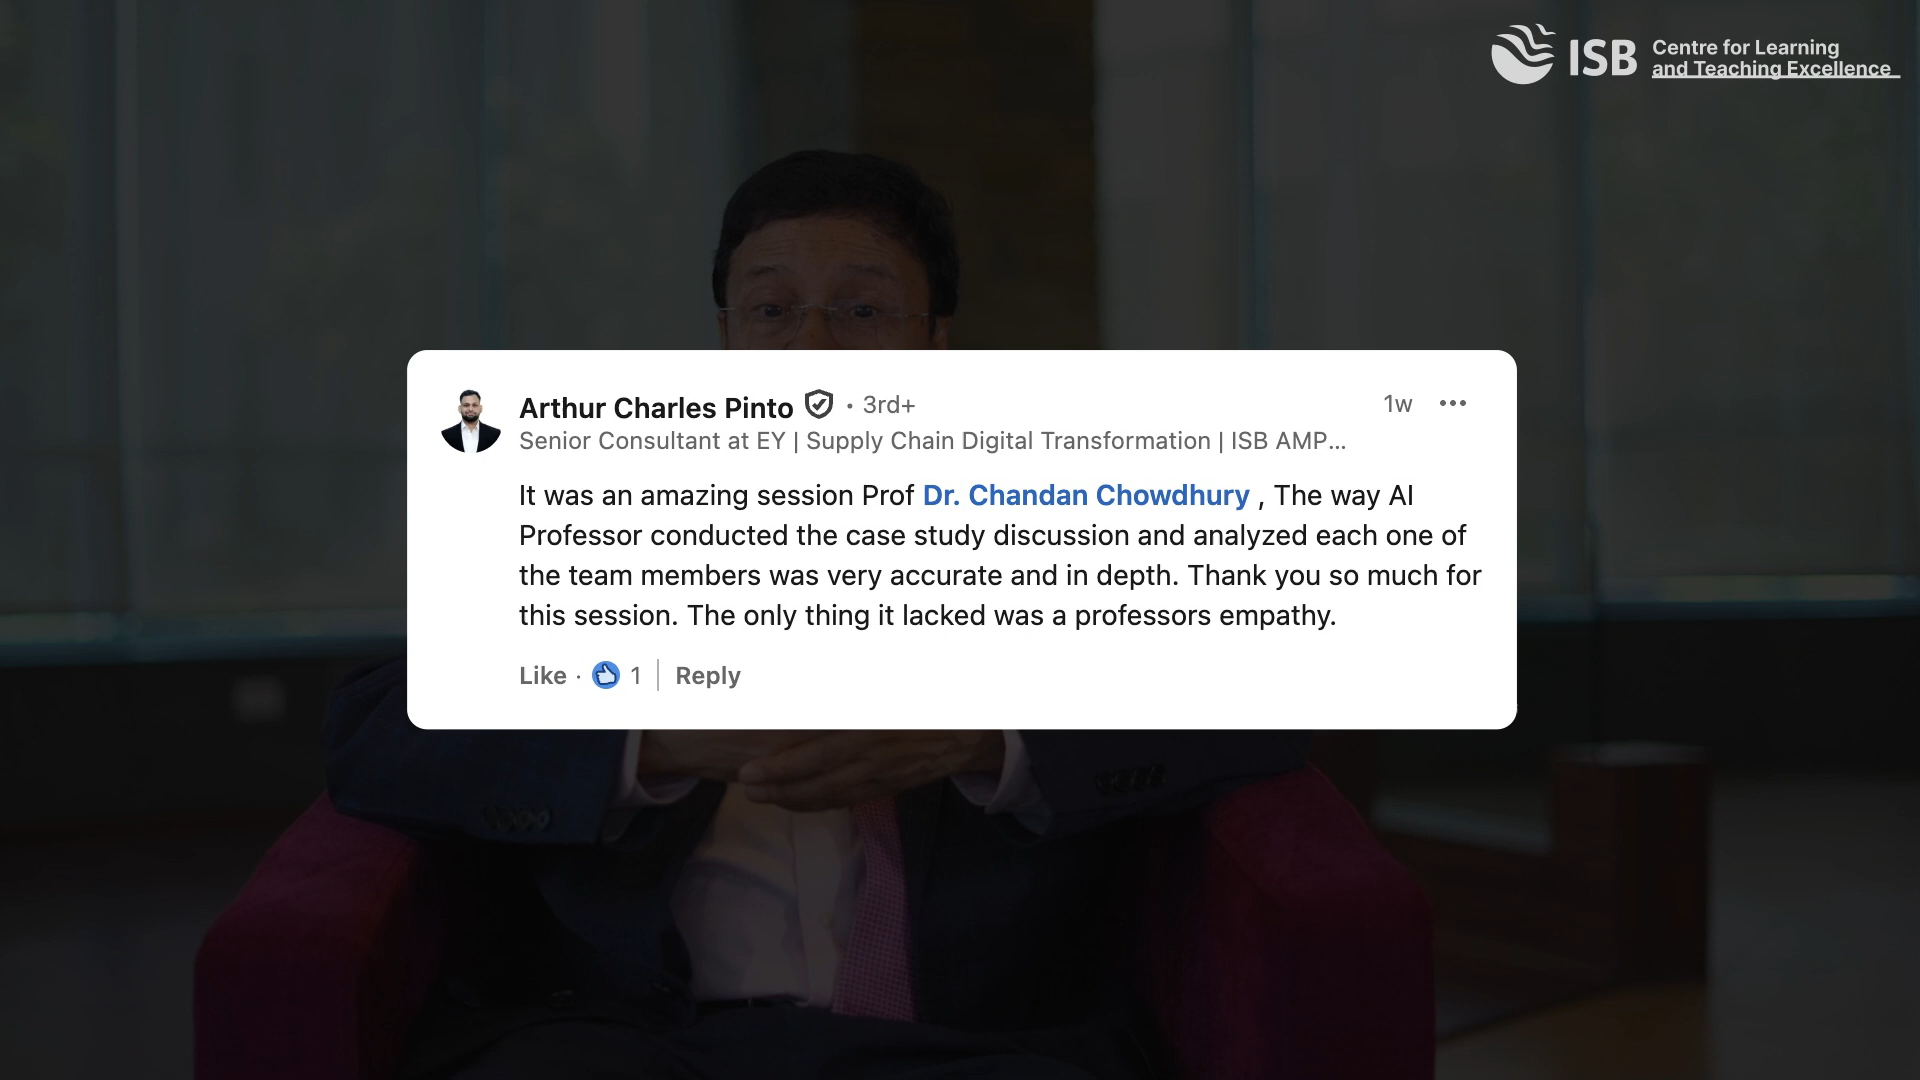 ISB
Centre for Learning
and Teaching Excellence
Arthur Charles Pinto · 3rd+
1w
Senior Consultant at EY | Supply Chain Digital Transformation | ISB AMP...
It was an amazing session Prof Dr. Chandan Chowdhury , The way AI
Professor conducted the case study discussion and analyzed each one of
the team members was very accurate and in depth. Thank you so much for
this session. The only thing it lacked was a professors empathy.
Like · 1 | Reply